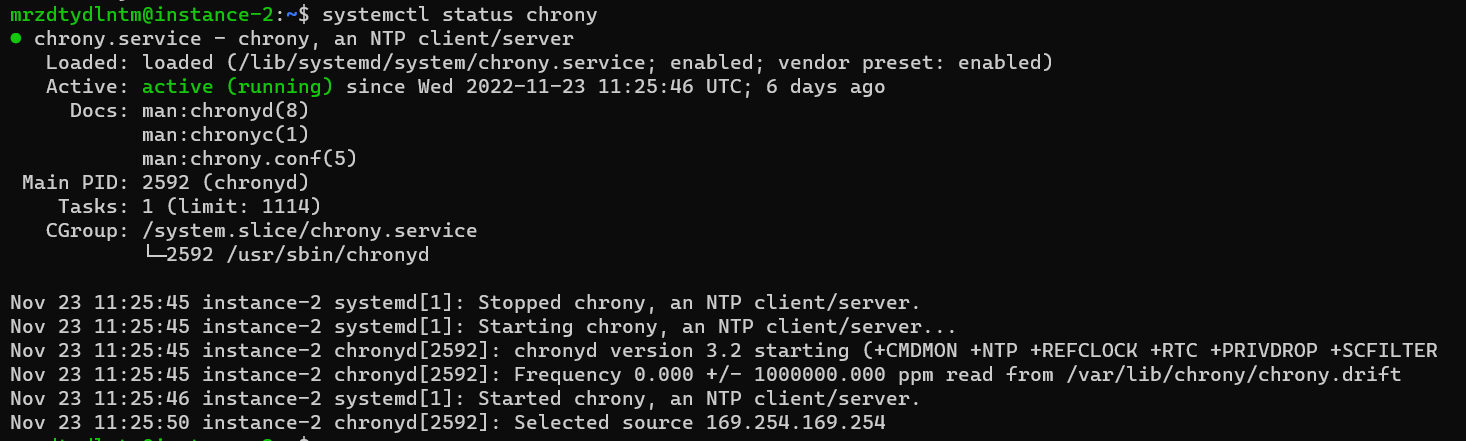 mrzdtydlntm@instance-2:~$ systemctl status chrony
● chrony.service - chrony, an NTP client/server
   Loaded: loaded (/lib/systemd/system/chrony.service; enabled; vendor preset: enabled)
   Active: active (running) since Wed 2022-11-23 11:25:46 UTC; 6 days ago
     Docs: man:chronyd(8)
           man:chronyc(1)
           man:chrony.conf(5)
 Main PID: 2592 (chronyd)
    Tasks: 1 (limit: 1114)
   CGroup: /system.slice/chrony.service
           └─2592 /usr/sbin/chronyd

Nov 23 11:25:45 instance-2 systemd[1]: Stopped chrony, an NTP client/server.
Nov 23 11:25:45 instance-2 systemd[1]: Starting chrony, an NTP client/server...
Nov 23 11:25:45 instance-2 chronyd[2592]: chronyd version 3.2 starting (+CMDMON +NTP +REFCLOCK +RTC +PRIVDROP +SCFILTER
Nov 23 11:25:45 instance-2 chronyd[2592]: Frequency 0.000 +/- 1000000.000 ppm read from /var/lib/chrony/chrony.drift
Nov 23 11:25:46 instance-2 systemd[1]: Started chrony, an NTP client/server.
Nov 23 11:25:50 instance-2 chronyd[2592]: Selected source 169.254.169.254